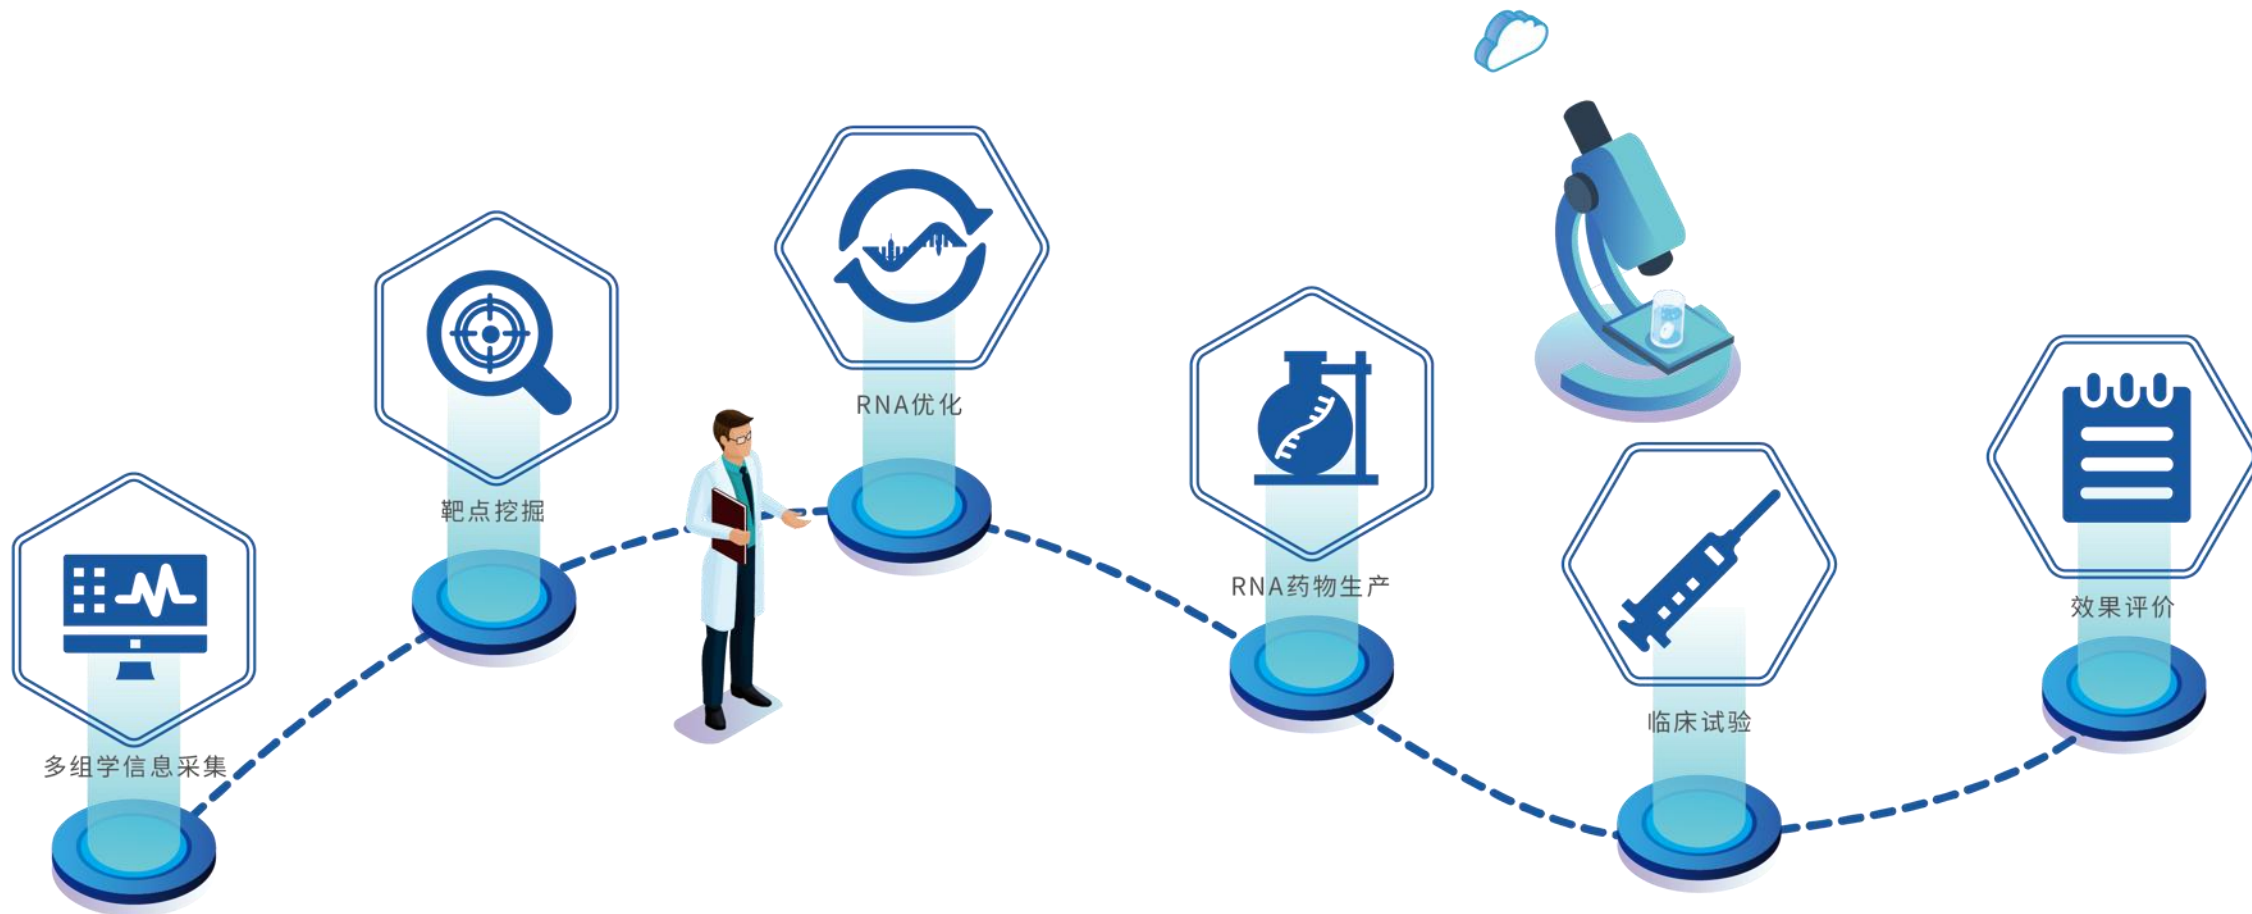 多组学信息采集
靶点挖掘
RNA优化
RNA药物生产
临床试验
效果评价